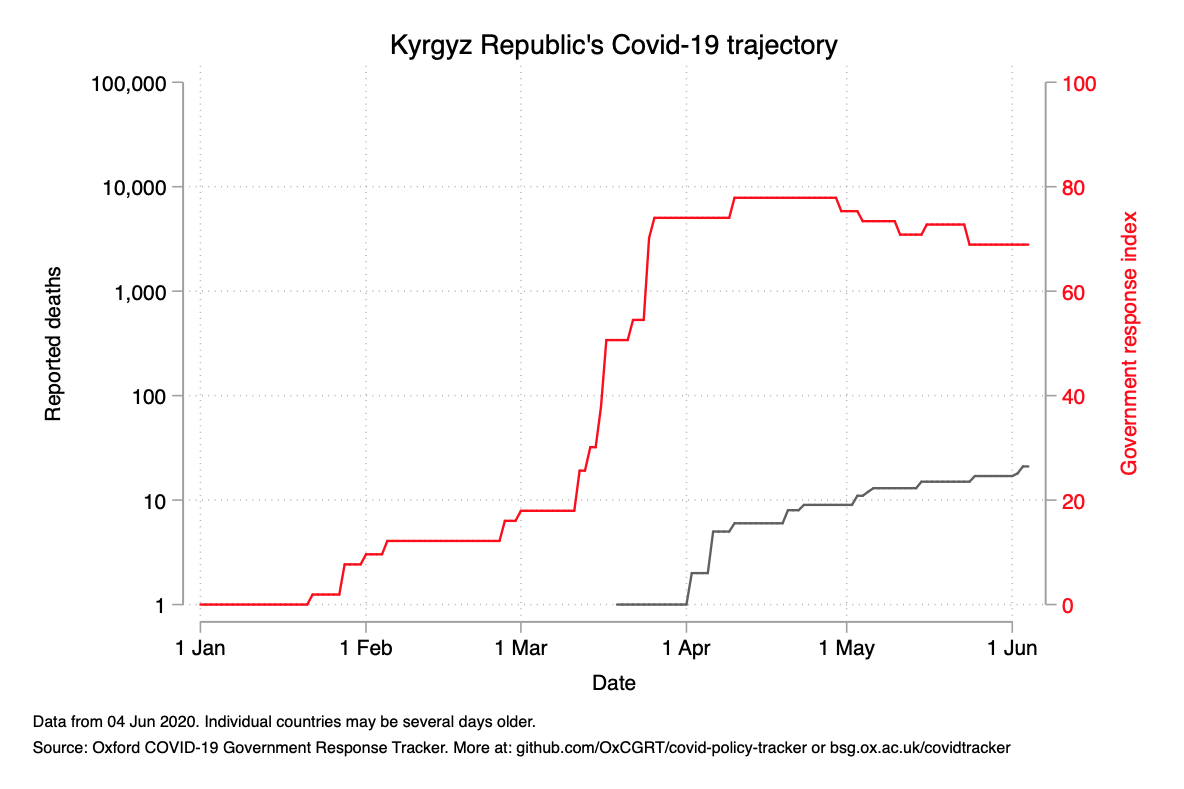 Kyrgyz Republic's Covid-19 trajectory
100,000
10,000
1,000
100
10
1
Reported deaths
100
80
60
40
20
0
Government response index
1 Jan
1 Feb
1 Mar
1 Apr
1 May
1 Jun
Date
Data from 04 Jun 2020. Individual countries may be several days older.
Source: Oxford COVID-19 Government Response Tracker. More at: github.com/OxCGRT/covid-policy-tracker or bsg.ox.ac.uk/covidtracker